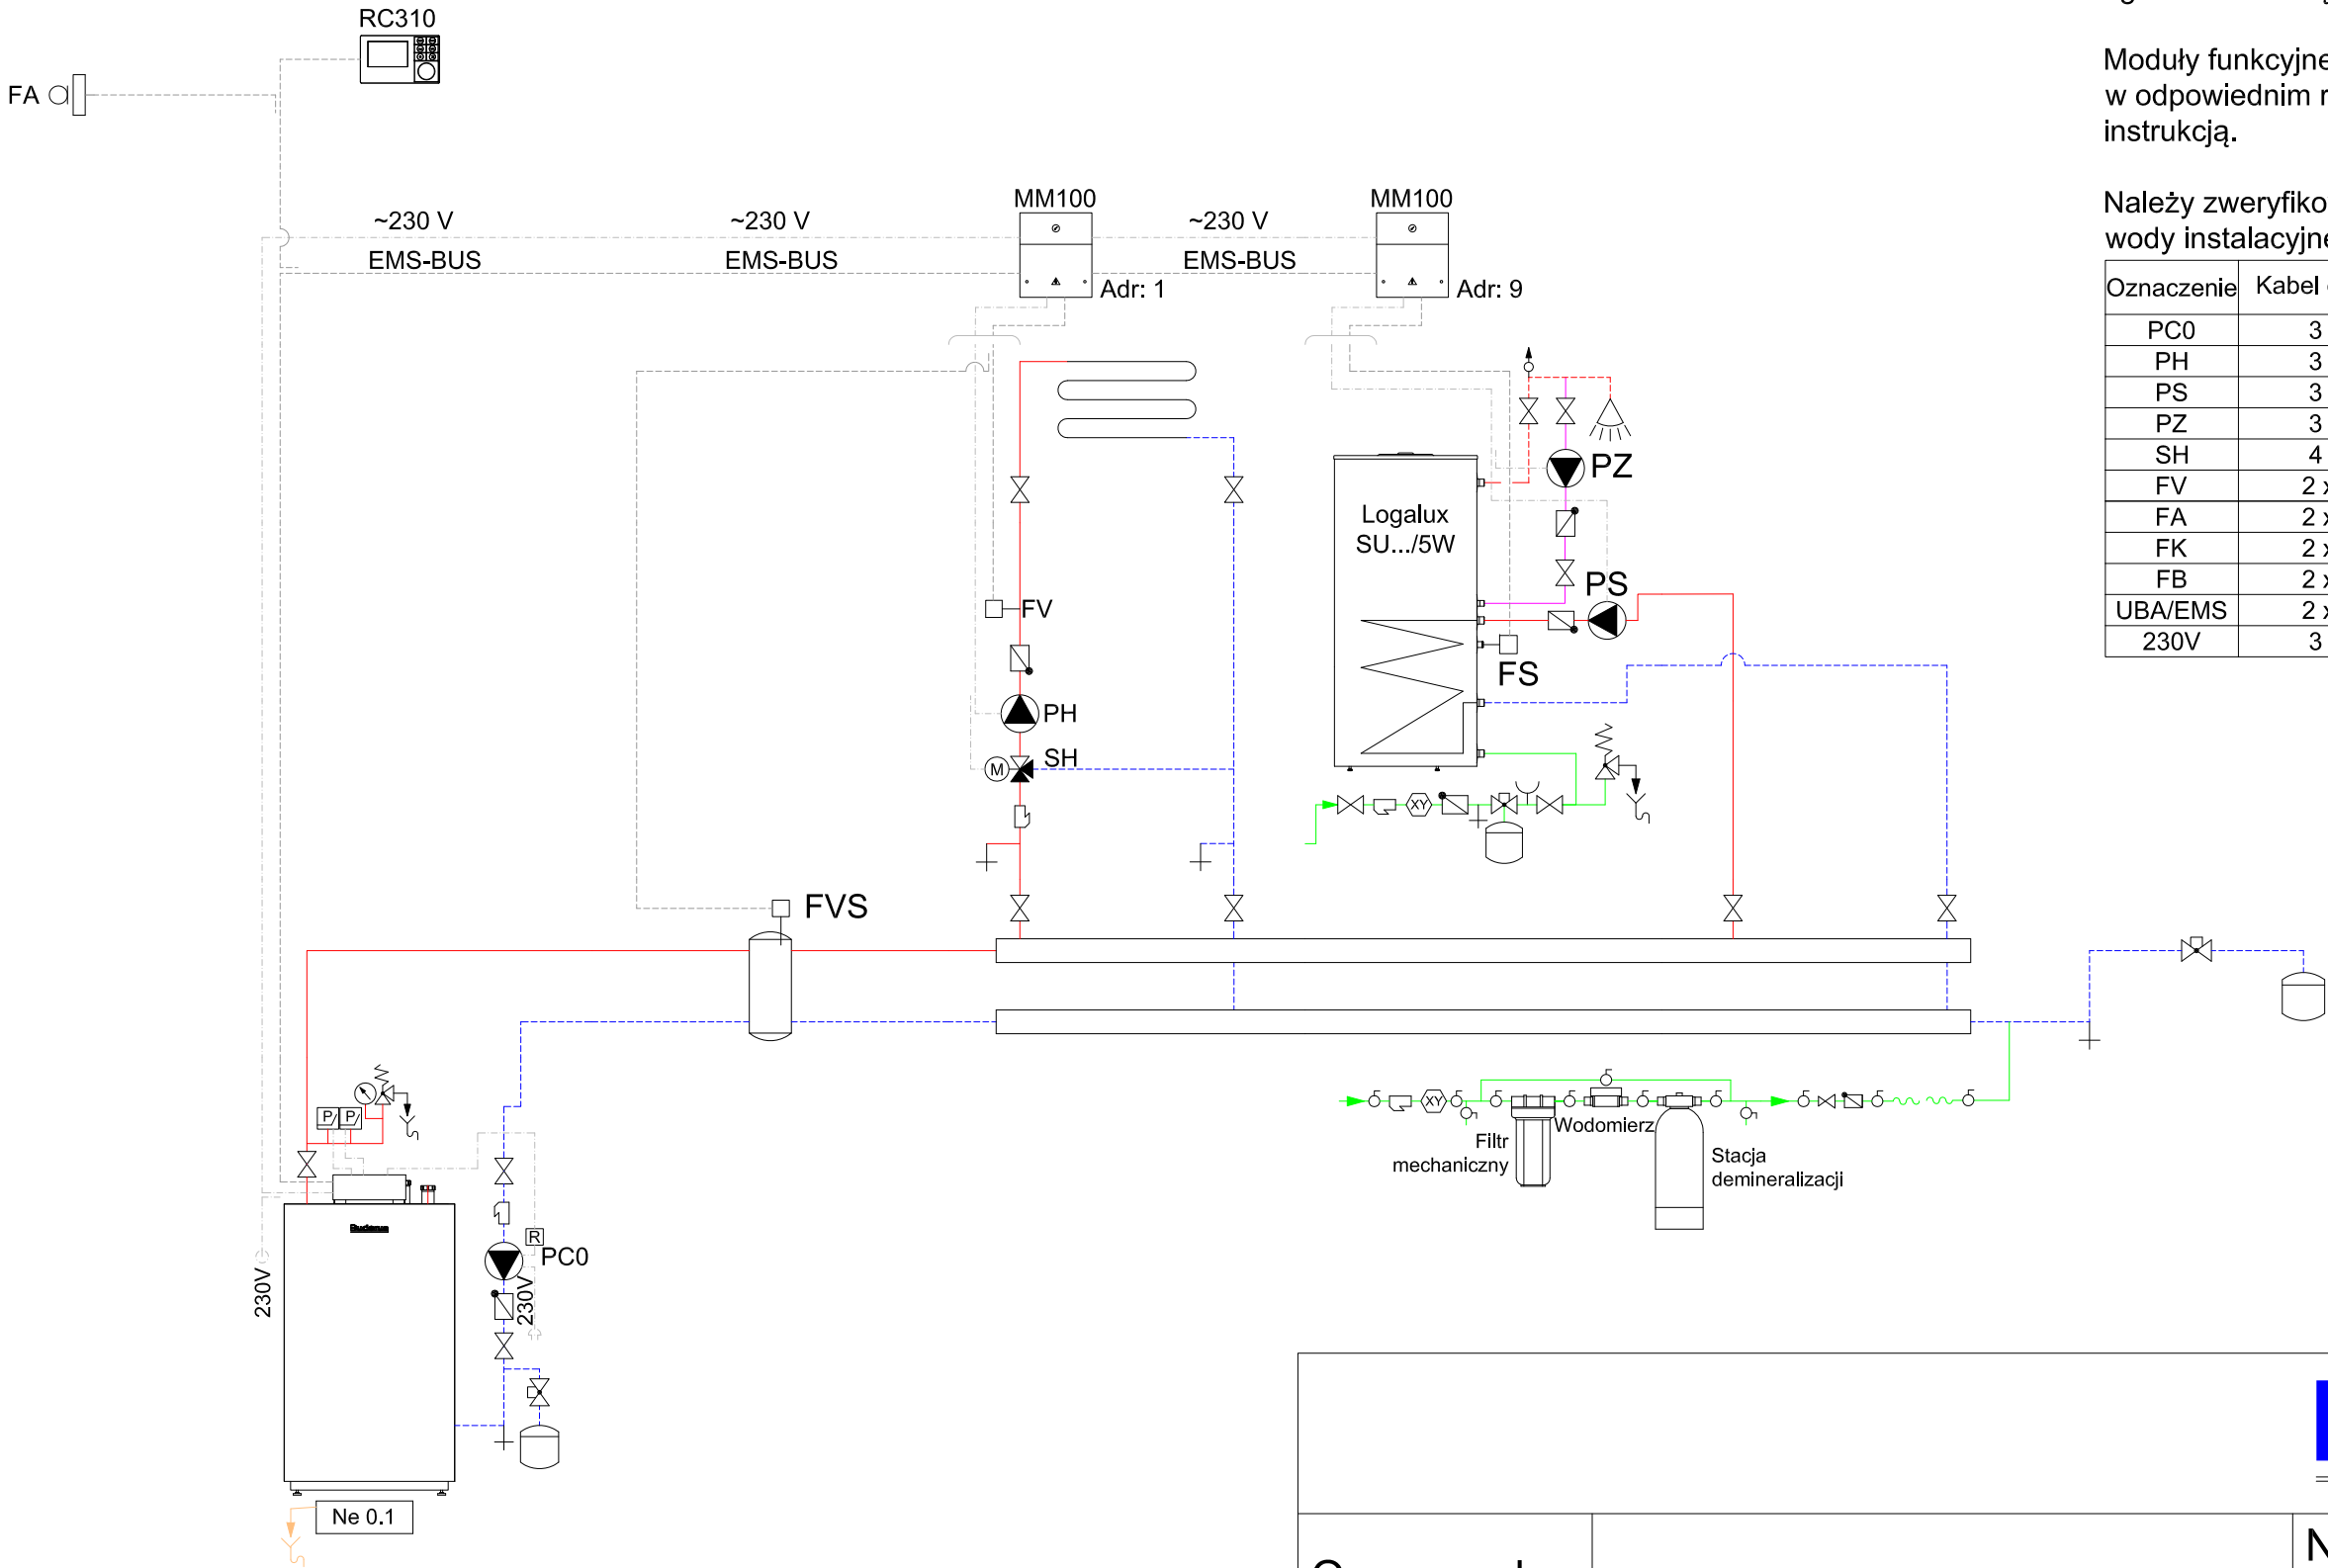 RC310
FA
Moduły funkcyjne
w odpowiednim
instrukcją.
Należy
wody
MM100
MM100
~230 V
~230 V
~230 V
EMS-BUS
EMS-BUS
EMS-BUS
Adr: 1
Adr: 9
Oznaczenie Kabel
PC0 3
PH 3
PS 3
PZ 3
SH 4
FV 2 x
FA 2 x
FK 2 x
FB 2 x
UBA/EMS 2 x
230V 3
PZ
Logalux
SU.../5W
PS
FV
FS
PH
SH
M
XY
FVS
P
P
XY
Filtr
mechaniczny
Wodomierz
Stacja
demineralizacji
Buderus
R
PC0
230V
230V
Ne 0.1